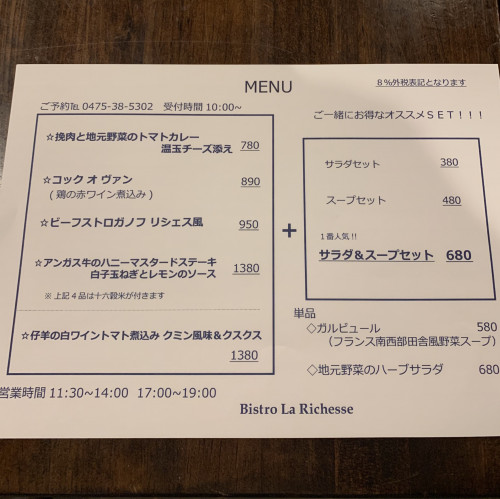 MENU
８％外税表記となります
ご予約℡ 0475-38-5302 受付時間 10:00~
ご一緒にお得なオススメＳＥＴ！！！
☆挽肉と地元野菜のトマトカレー
温玉チーズ添え 780
☆コック オ ヴァン 890
(鶏の赤ワイン煮込み)
☆ビーフストロガノフ リシェス風 950
☆アンガス牛のハニーマスタードステーキ
白子玉ねぎとレモンのソース 1380
※ 上記４品は十六穀米が付きます
☆仔羊の白ワイントマト煮込み クミン風味＆クスクス
1380
+
サラダセット 380
スープセット 480
１番人気!!
サラダ&スープセット 680
単品
◇ガルビュール 580
(フランス南西部田舎風野菜スープ)
◇地元野菜のハーブサラダ 680
営業時間 11:30~14:00 17:00~19:00
Bistro La Richesse